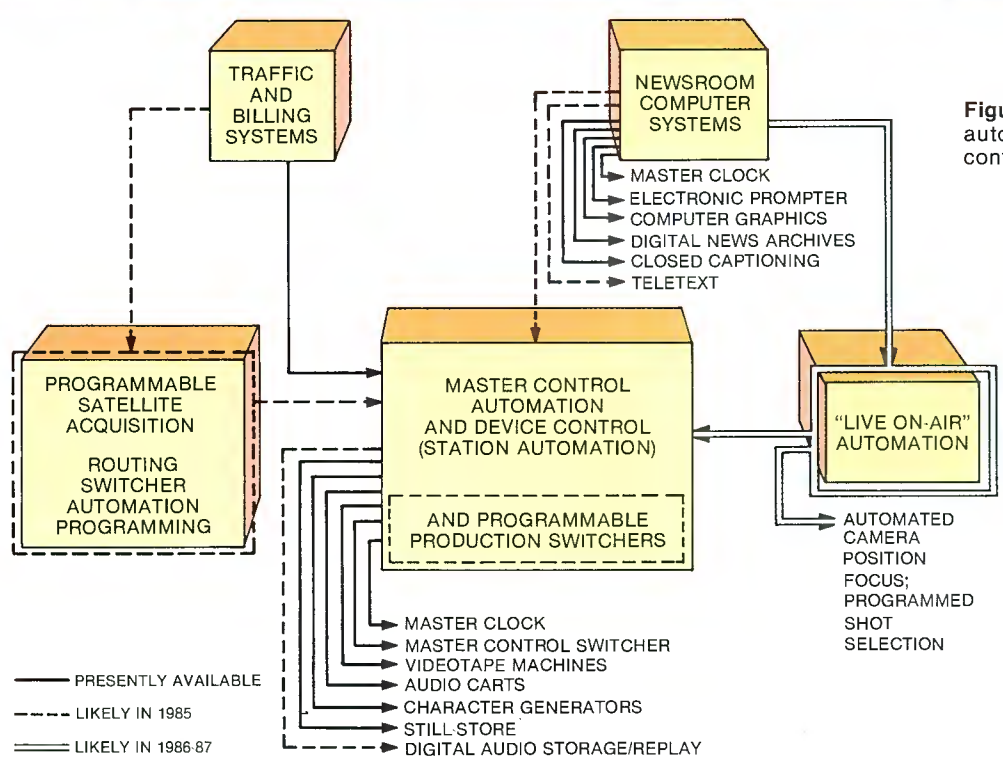 TRAFFIC
AND
BILLING
SYSTEMS
NEWSROOM
COMPUTER
SYSTEMS
MASTER CLOCK
ELECTRONIC PROMPTER
COMPUTER GRAPHICS
DIGITAL NEWS ARCHIVES
CLOSED CAPTIONING
TELETEXT
PROGRAMMABLE
SATELLITE
ACQUISITION
ROUTING
SWITCHER
AUTOMATION
PROGRAMMING
MASTER CONTROL
AUTOMATION
AND DEVICE CONTROL
(STATION AUTOMATION)
AND PROGRAMMABLE
PRODUCTION SWITCHERS
"LIVE ON-AIR"
AUTOMATION
AUTOMATED
CAMERA
POSITION
FOCUS;
PROGRAMMED
SHOT
SELECTION
MASTER CLOCK
MASTER CONTROL SWITCHER
VIDEOTAPE MACHINES
AUDIO CARTS
CHARACTER GENERATORS
STILL-STORE
DIGITAL AUDIO STORAGE/REPLAY
PRESENTLY AVAILABLE
LIKELY IN 1985
LIKELY IN 1986-87